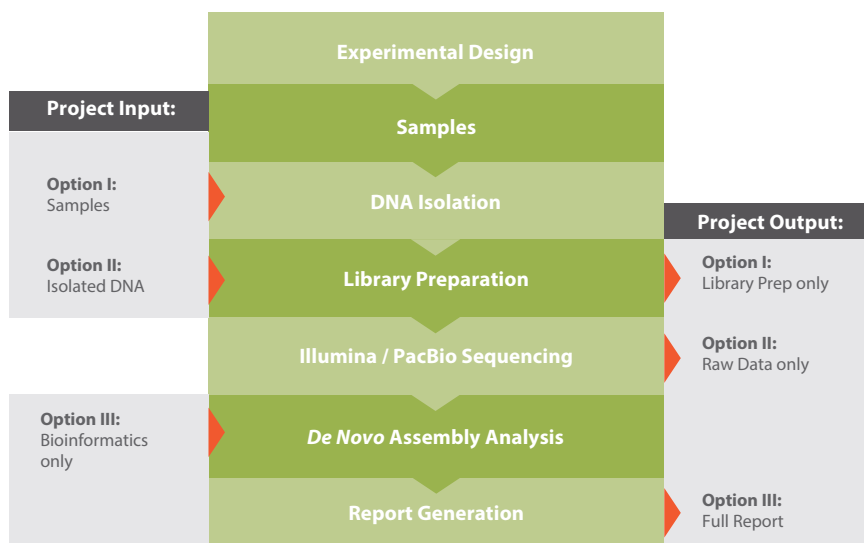 Experimental Design
Project Input:
Samples
Option I:
Samples
DNA Isolation
Project Output:
Option II:
Isolated DNA
Library Preparation
Option I:
Library Prep only
Illumina / PacBio Sequencing
Option II:
Raw Data only
Option III:
Bioinformatics
only
De Novo Assembly Analysis
Report Generation
Option III:
Full Report